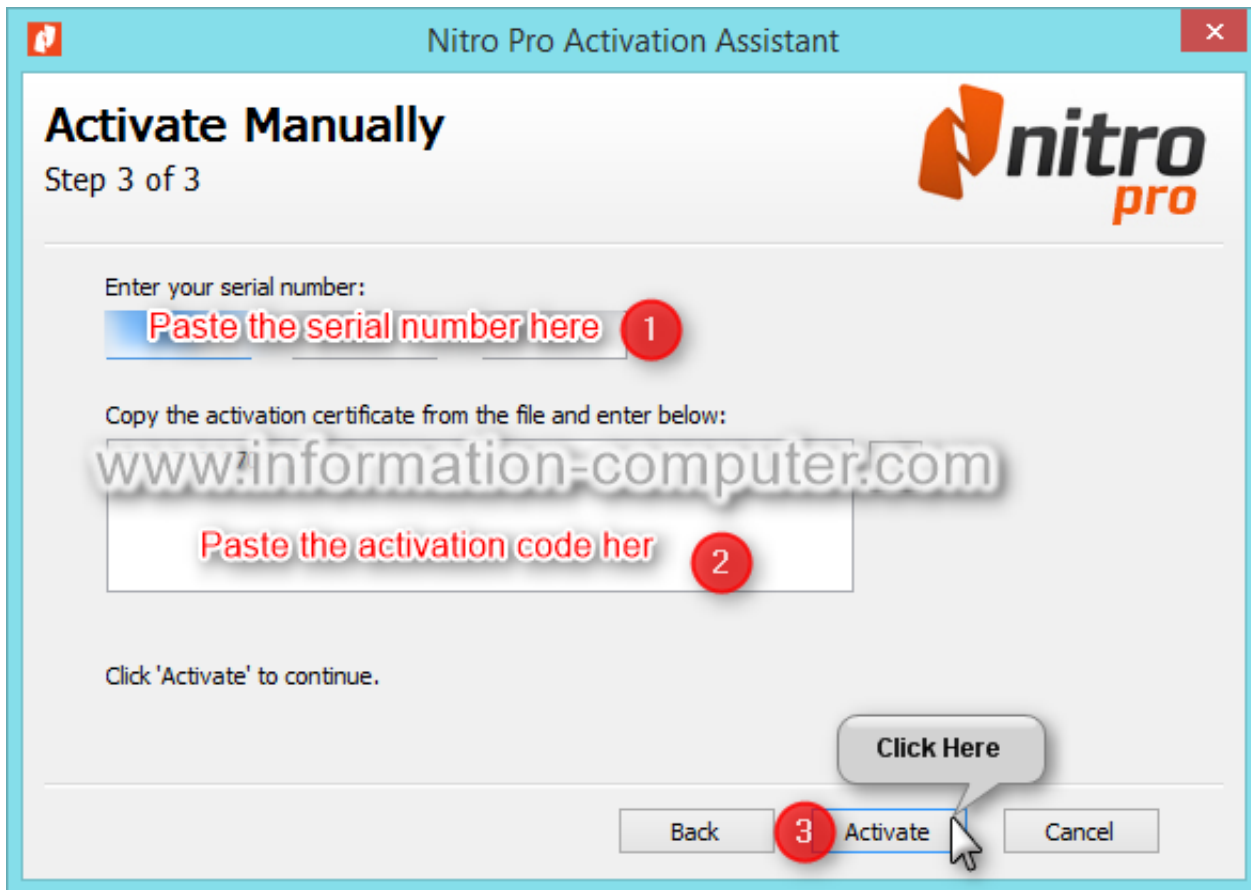 Nitro Pro Activation Assistant
Activate Manually
Step 3 of 3
nitro
pro
Enter your serial number:
Paste the serial number here
1
Copy the activation certificate from the file and enter below:
www.information-computer.com
Paste the activation code her
2
Click 'Activate' to continue.
Click Here
Back
3
Activate
Cancel